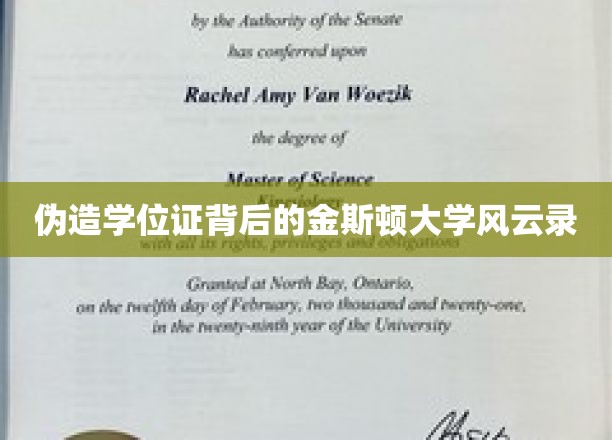 by the Authority of the Senate
has conferred upon
Rachel Amy Van Woezik
the degree of
Master of Science
伪造学位证背后的金斯顿大学风云录
with all its rights, privileges and obligations
Granted at North Bay, Ontario,
on the twelfth day of February, two thousand and twenty-one,
in the twenty-ninth year of the University